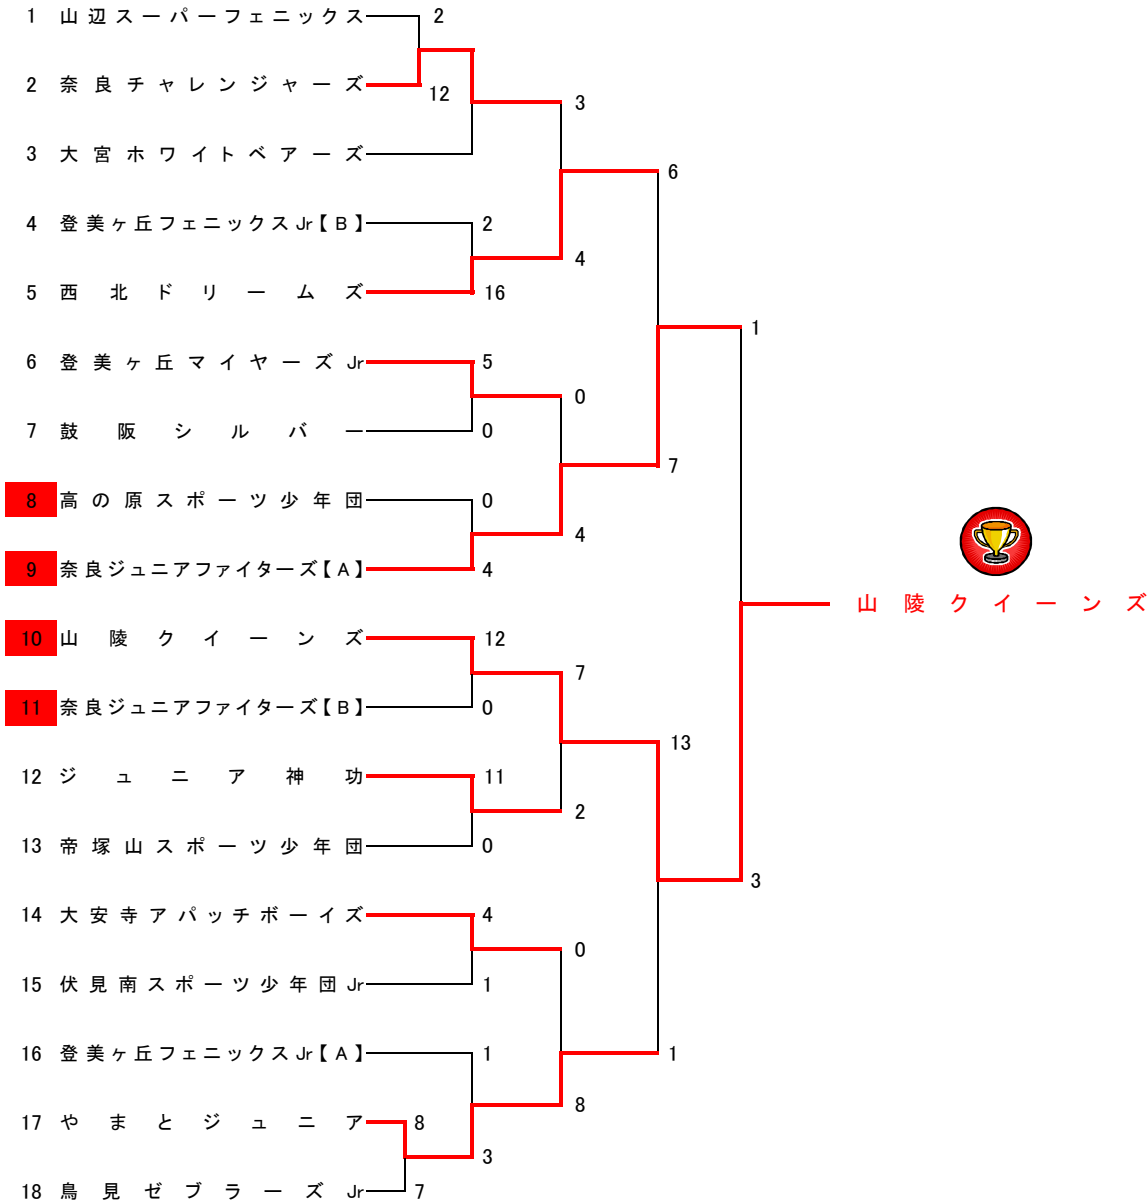 1 山辺スーパーフェニックス 2
2 奈良チャレンジャーズ 12
3
3 大宮ホワイトベアーズ
6
4 登美ヶ丘フェニックスJr【B】 2
4
5 西北ドリームズ 16
1
6 登美ヶ丘マイヤーズJr 5
0
7 鼓阪シルバー 0
7
8 高の原スポーツ少年団 0
4
9 奈良ジュニアファイターズ【A】 4
山陵クイーンズ
10 山陵クイーンズ 12
7
11 奈良ジュニアファイターズ【B】 0
13
12 ジュニア神功 11
2
13 帝塚山スポーツ少年団 0
3
14 大安寺アパッチボーイズ 4
0
15 伏見南スポーツ少年団Jr 1
16 登美ヶ丘フェニックスJr【A】 1
1
8
17 やまとジュニア 8
3
18 鳥見ゼブラーズJr 7